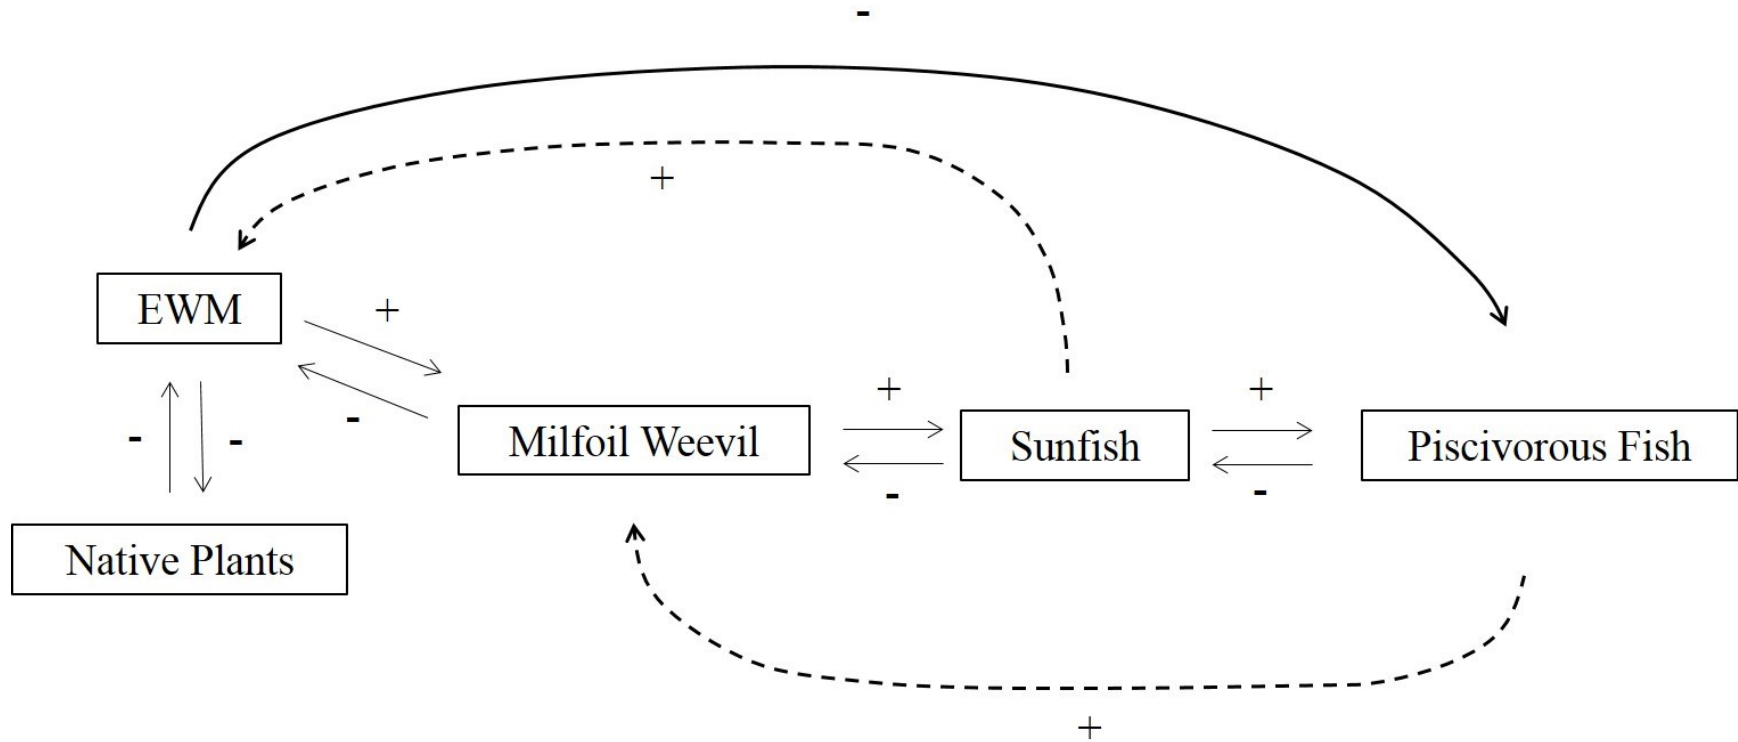 -
+
EWM
+
-
+
+
Milfoil Weevil
Sunfish
Piscivorous Fish
-
-
-
-
Native Plants
+